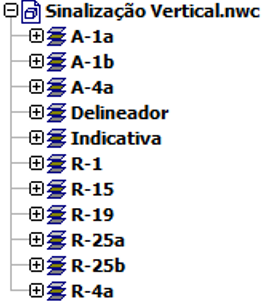 Sinalização Vertical.nwc
A-1a
A-1b
A-4a
Delineador
Indicativa
R-1
R-15
R-19
R-25a
R-25b
R-4a